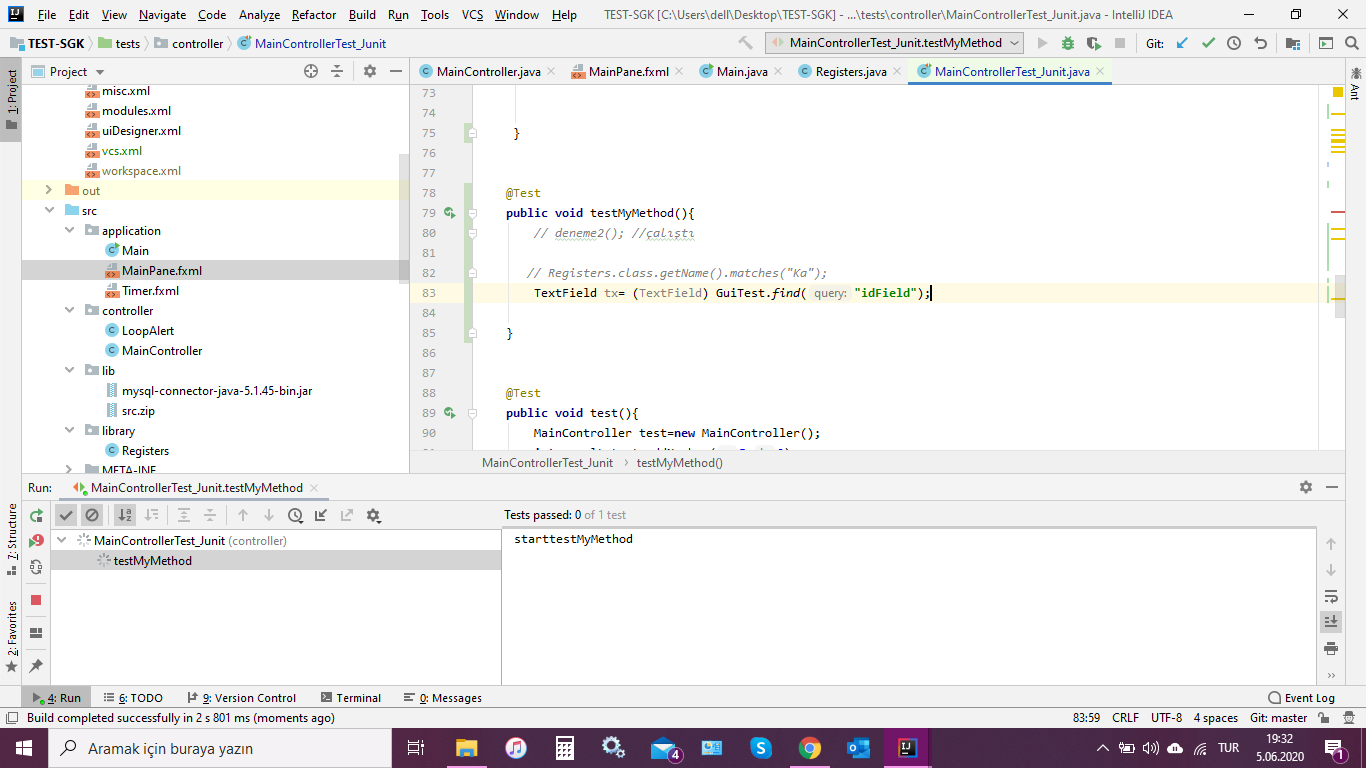 File Edit View Navigate Code Analyze Refactor Build Run Tools VCS Window Help TEST-SGK [C:\Users\dell\Desktop\TEST-SGK] - ...\tests\controller\MainControllerTest_Junit.java - IntelliJ IDEA
TEST-SGK tests controller MainControllerTest_Junit MainControllerTest_Junit.testMyMethod Git:
1: Project
Project
MainController.java MainPane.fxml Main.java Registers.java MainControllerTest_Junit.java
Ant
misc.xml
modules.xml
uiDesigner.xml
vcs.xml
workspace.xml
out
src
application
Main
MainPane.fxml
Timer.fxml
controller
LoopAlert
MainController
lib
mysql-connector-java-5.1.45-bin.jar
src.zip
library
Registers
META-INF
73
74
75 }
76
77
78 @Test
79 public void testMyMethod(){
80 // deneme2(); //çalıştı
81
82 // Registers.class.getName().matches("Ka");
83 TextField tx= (TextField) GuiTest.find( query: "idField");
84
85 }
86
87
88 @Test
89 public void test(){
90 MainController test=new MainController();
MainControllerTest_Junit testMyMethod()
Run: MainControllerTest_Junit.testMyMethod
Tests passed: 0 of 1 test
MainControllerTest_Junit (controller)
testMyMethod
starttestMyMethod
7: Structure
2: Favorites
4: Run 6: TODO 9: Version Control Terminal 0: Messages Event Log
Build completed successfully in 2 s 801 ms (moments ago) 83:59 CRLF UTF-8 4 spaces Git: master
Aramak için buraya yazın
4
TUR
19:32
5.06.2020
1